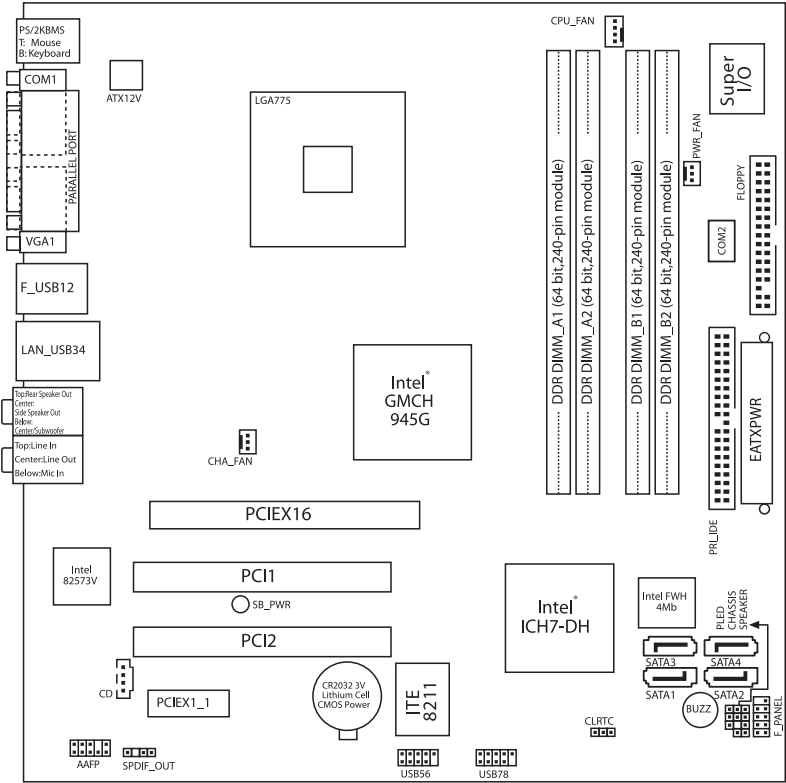 PS/2KBMS
T: Mouse
B: Keyboard
CPU_FAN
COM1
ATX12V
LGA775
Super
I/O
PARALLEL PORT
PWR_FAN
FLOPPY
DDR DIMM_A1 (64 bit,240-pin module)
DDR DIMM_A2 (64 bit,240-pin module)
DDR DIMM_B1 (64 bit,240-pin module)
DDR DIMM_B2 (64 bit,240-pin module)
COM2
VGA1
F_USB12
LAN_USB34
Intel®
GMCH
945G
EATXPWR
Top:Rear Speaker Out
Center:
Side Speaker Out
Below:
Center/Subwoofer
Top:Line In
Center:Line Out
Below:Mic In
CHA_FAN
PCIEX16
PRI_IDE
Intel
82573V
PCI1
SB_PWR
PCI2
Intel®
ICH7-DH
Intel FWH
4Mb
PLED
CHASSIS
SPEAKER
SATA3
SATA4
SATA1
SATA2
CD
PCIEX1_1
CR2032 3V
Lithium Cell
CMOS Power
ITE
8211
BUZZ
CLRTC
F_PANEL
AAFP
SPDIF_OUT
USB56
USB78